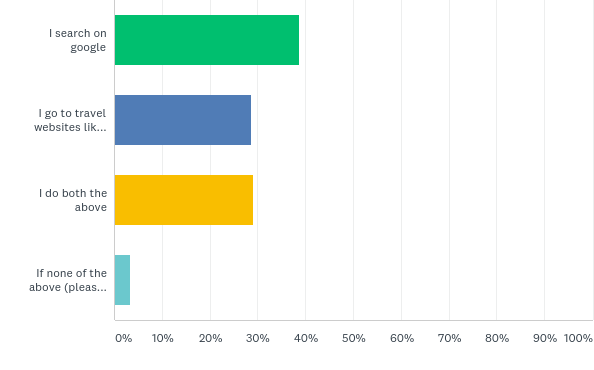 I search on
google
I go to travel
websites lik...
I do both the
above
If none of the
above (pleas...
0% 10% 20% 30% 40% 50% 60% 70% 80% 90% 100%